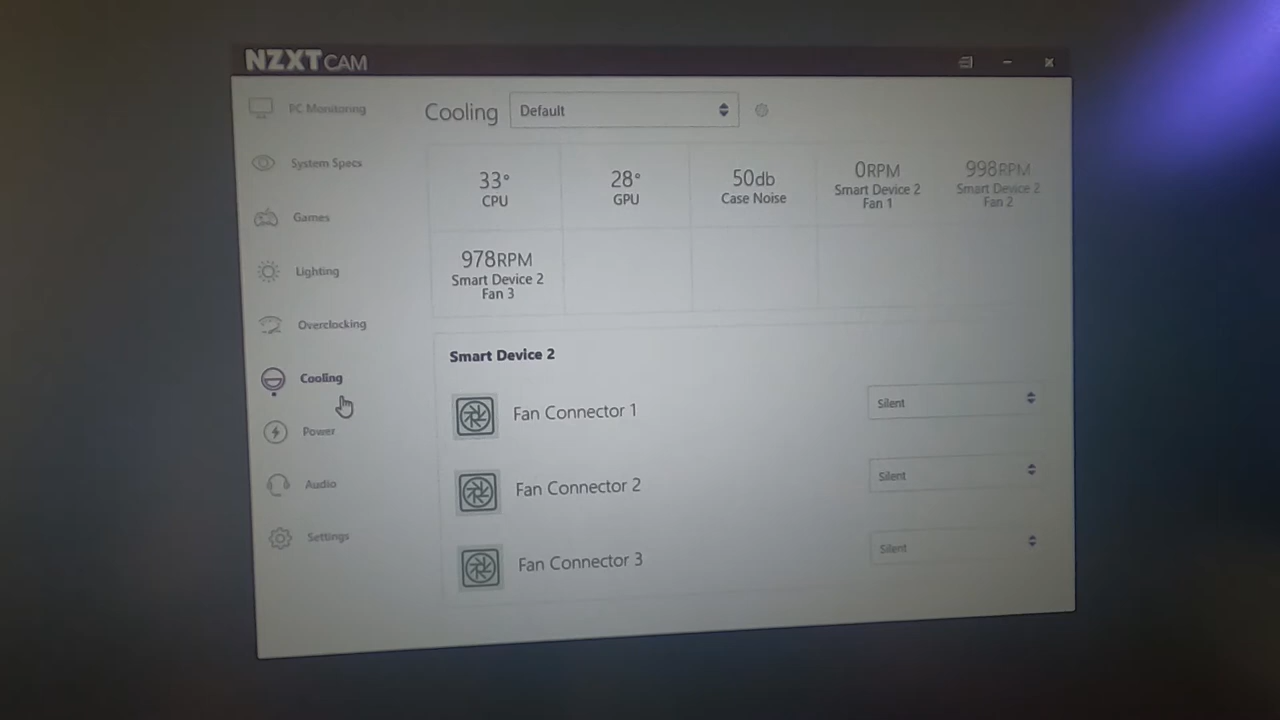 NZXT CAM
PC Monitoring
System Specs
Games
Lighting
Overclocking
Cooling
Power
Audio
Settings
Cooling
Default
33°
CPU
28°
GPU
50db
Case Noise
0RPM
Smart Device 2
Fan 1
998RPM
Smart Device 2
Fan 2
978RPM
Smart Device 2
Fan 3
Smart Device 2
Fan Connector 1
Silent
Fan Connector 2
Silent
Fan Connector 3
Silent